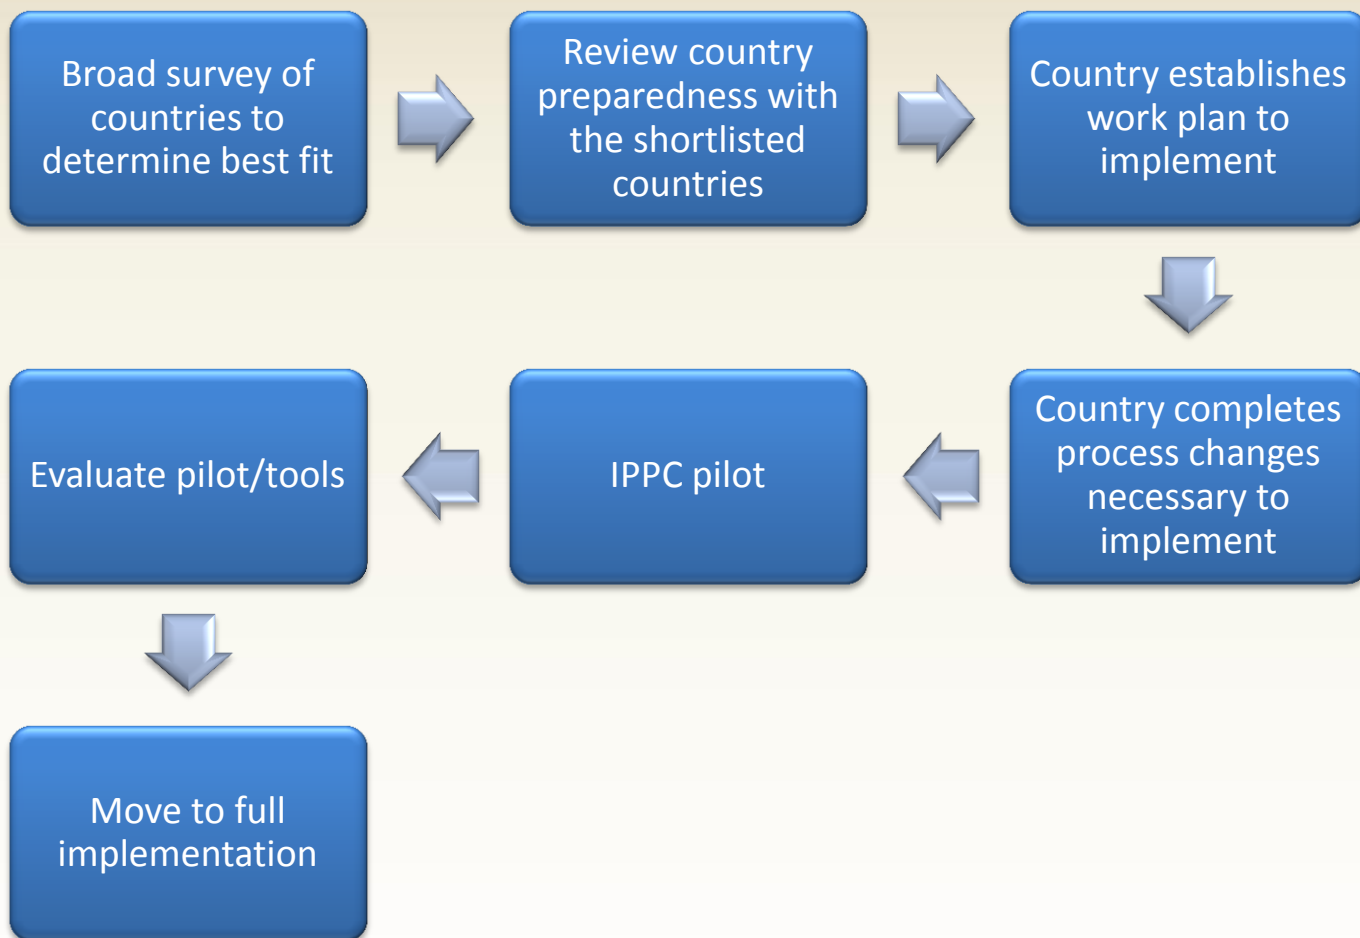 Broad survey of
countries to
determine best fit
Review country
preparedness with
the shortlisted
countries
Country establishes
work plan to
implement
Country completes
process changes
necessary to
implement
IPPC pilot
Evaluate pilot/tools
Move to full
implementation